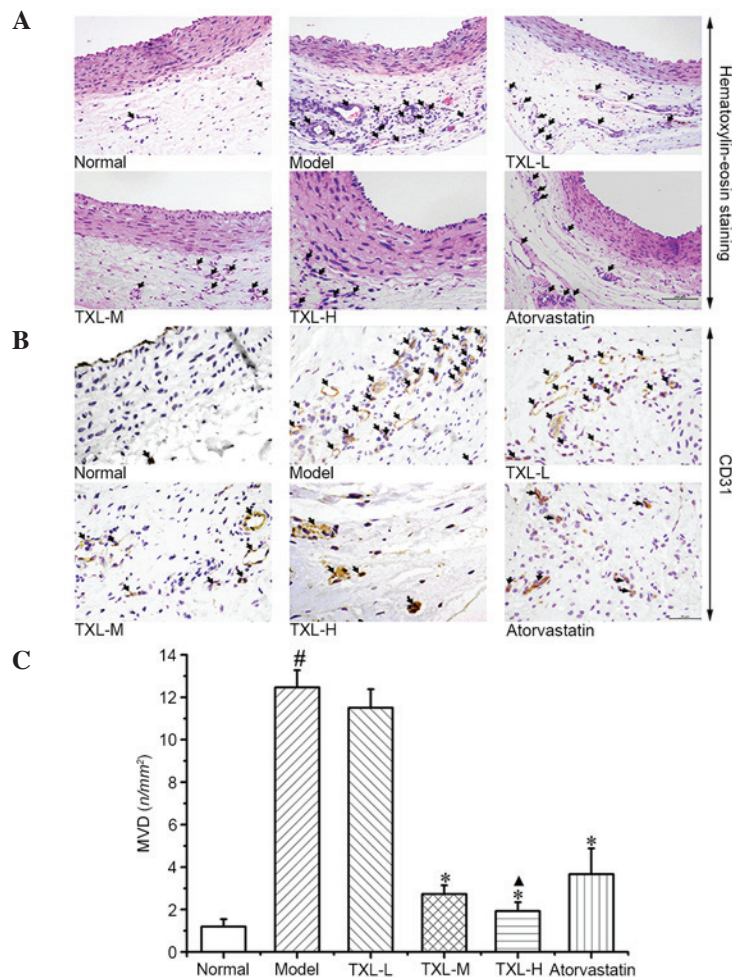 A
Normal
Model
TXL-L
TXL-M
TXL-H
Atorvastatin
Hematoxylin-eosin staining
B
Normal
Model
TXL-L
TXL-M
TXL-H
Atorvastatin
CD31
C
MVD (n/mm²)
14
12
10
8
6
4
2
0
#
*
▲
*
*
Normal
Model
TXL-L
TXL-M
TXL-H
Atorvastatin